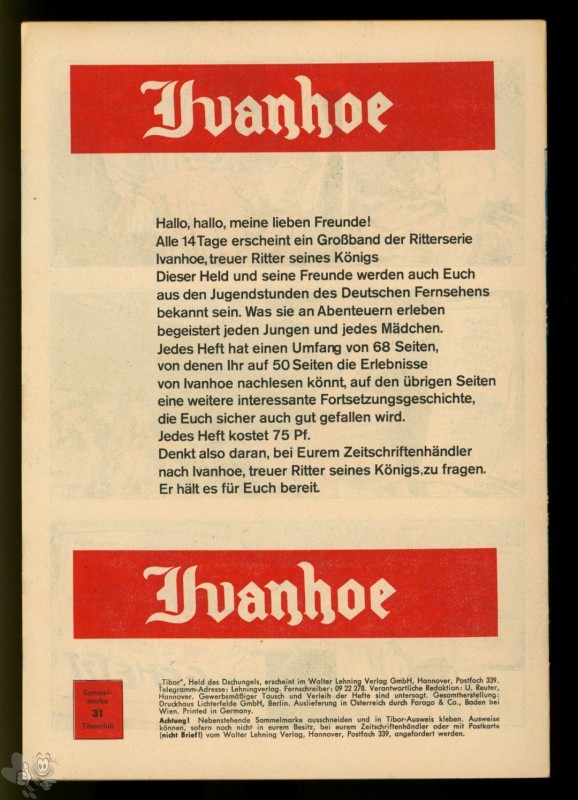 Ivanhoe
Hallo, hallo, meine lieben Freunde!
Alle 14 Tage erscheint ein Großband der Ritterserie
Ivanhoe, treuer Ritter seines Königs
Dieser Held und seine Freunde werden auch Euch
aus den Jugendstunden des Deutschen Fernsehens
bekannt sein. Was sie an Abenteuern erleben
begeistert jeden Jungen und jedes Mädchen.
Jedes Heft hat einen Umfang von 68 Seiten,
von denen Ihr auf 50 Seiten die Erlebnisse
von Ivanhoe nachlesen könnt, auf den übrigen Seiten
eine weitere interessante Fortsetzungsgeschichte,
die Euch sicher auch gut gefallen wird.
Jedes Heft kostet 75 Pf.
Denkt also daran, bei Eurem Zeitschriftenhändler
nach Ivanhoe, treuer Ritter seines Königs, zu fragen.
Er hält es für Euch bereit.
Ivanhoe
Sammel-
marke
31
Tiborclub
„Tibor", Held des Dschungels, erscheint im Walter Lehning Verlag GmbH, Hannover, Postfach 339.
Telegramm-Adresse: Lehningverlag. Fernschreiber: 09 22 278. Verantwortliche Redaktion: U. Reuter,
Hannover. Gewerbsmäßiger Tausch und Verleih der Hefte sind untersagt. Gesamtherstellung:
Druckhaus Lichterfelde GmbH, Berlin. Auslieferung in Österreich durch Farago & Co., Baden bei
Wien. Printed in Germany.
Achtung! Nebenstehende Sammelmarke ausschneiden und in Tibor-Ausweis kleben. Ausweise
können, sofern noch nicht in eurem Besitz, bei eurem Zeitschriftenhändler oder mit Postkarte
(nicht Brief!) vom Walter Lehning Verlag, Hannover, Postfach 339, angefordert werden.